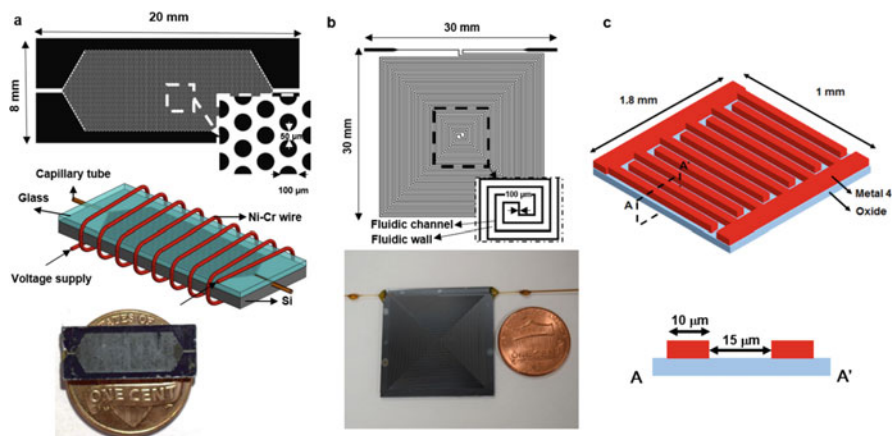 a
20 mm
8 mm
50 μm
100 μm
Capillary tube
Glass
Ni-Cr wire
Voltage supply
Si
ONE CENT
b
30 mm
30 mm
100 μm
Fluidic channel
Fluidic wall
c
1.8 mm
1 mm
A'
A
Metal 4
Oxide
10 μm
15 μm
A
A'